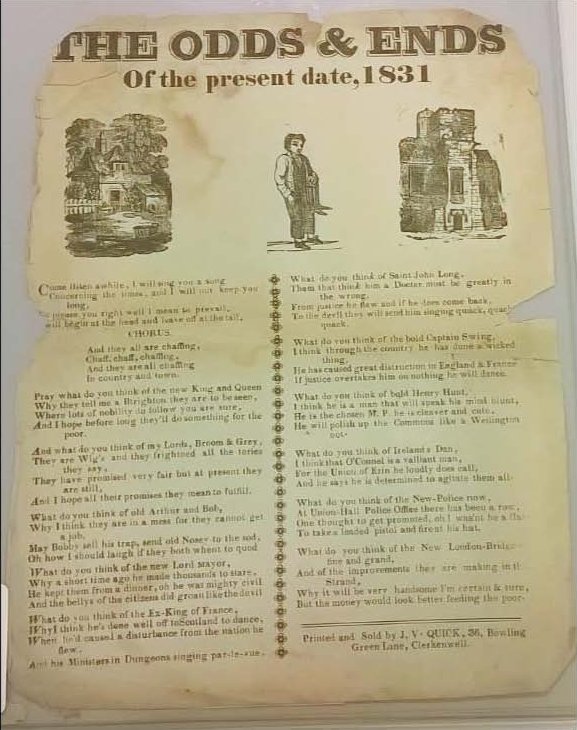 THE ODDS & ENDS
Of the present date, 1831
Come listen awhile, I will sing you a song
Concerning the times, and I will not keep you
long,
To please you right well I mean to prevail,
will begin at the head and leave off at the tail,
CHORUS.
And they all are chaffing,
Chaff, chaff, chaffing,
And they are all chaffing
In country and town.
Pray what do you think of the new King and Queen
Why they tell me a Brighton they are to be seen,
Where lots of nobility do follow you are sure,
And I hope before long they'll do something for the
poor.
And what do you think of my Lords, Broom & Grey,
They are Wig's and they frightned all the tories
they say,
They have promised very fair but at present they
are still,
And I hope all their promises they mean to fulfill.
What do you think of old Arthur and Bob,
Why I think they are in a mess for they cannot get
a job,
May Bobby sell his trap, send old Nosey to the sod,
Oh how I should laugh if they both whent to quod
What do you think of the new Lord Mayor,
Why a short time ago he made thousands to stare,
He kept them from a dinner, oh he was mighty civil
And the bellys of the citizens did groan like the devil
What do you think of the Ex-King of France,
Why I think he's done well off to Scotland to dance,
When he'd caused a disturbance from the nation he
flew.
And his Ministers in Dungeons singing par-le-vue.
What do you think of Saint John Long,
Them that think him a Doctor must be greatly in
the wrong,
From justice he flew and if he does come back,
To the devil they will send him singing quack, quack
quack.
What do you think of the bold Captain Swing,
I think through the country he has done a wicked
thing,
He has caused great distruction in England & France
If justice overtakes him on nothing he will dance.
What do you think of bold Henry Hunt,
I think he is a man that will speak his mind blunt,
He is the chosen M. P. he is cleaver and cute,
He will polish up the Commons like a Wellington
oot.
What do you think of Irelands Dan,
I think that O'Connel is a valliant man,
For the Union of Erin he loudly does call,
And he says he is determined to agitate them all.
What do you think of the New-Police now,
At Union-Hall Police Office there has been a row,
One thought to get promoted, oh! wasn't he a
To take a loaded pistol and fire at his hat.
What do you think of the New London-Bridge
fine and grand,
And of the improvements they are making in
Strand,
Why it will be very handsome I'm certain & sure,
But the money would look better feeding the poor.
Printed and Sold by J. V. QUICK, 36, Bowling
Green Lane, Clerkenwell.